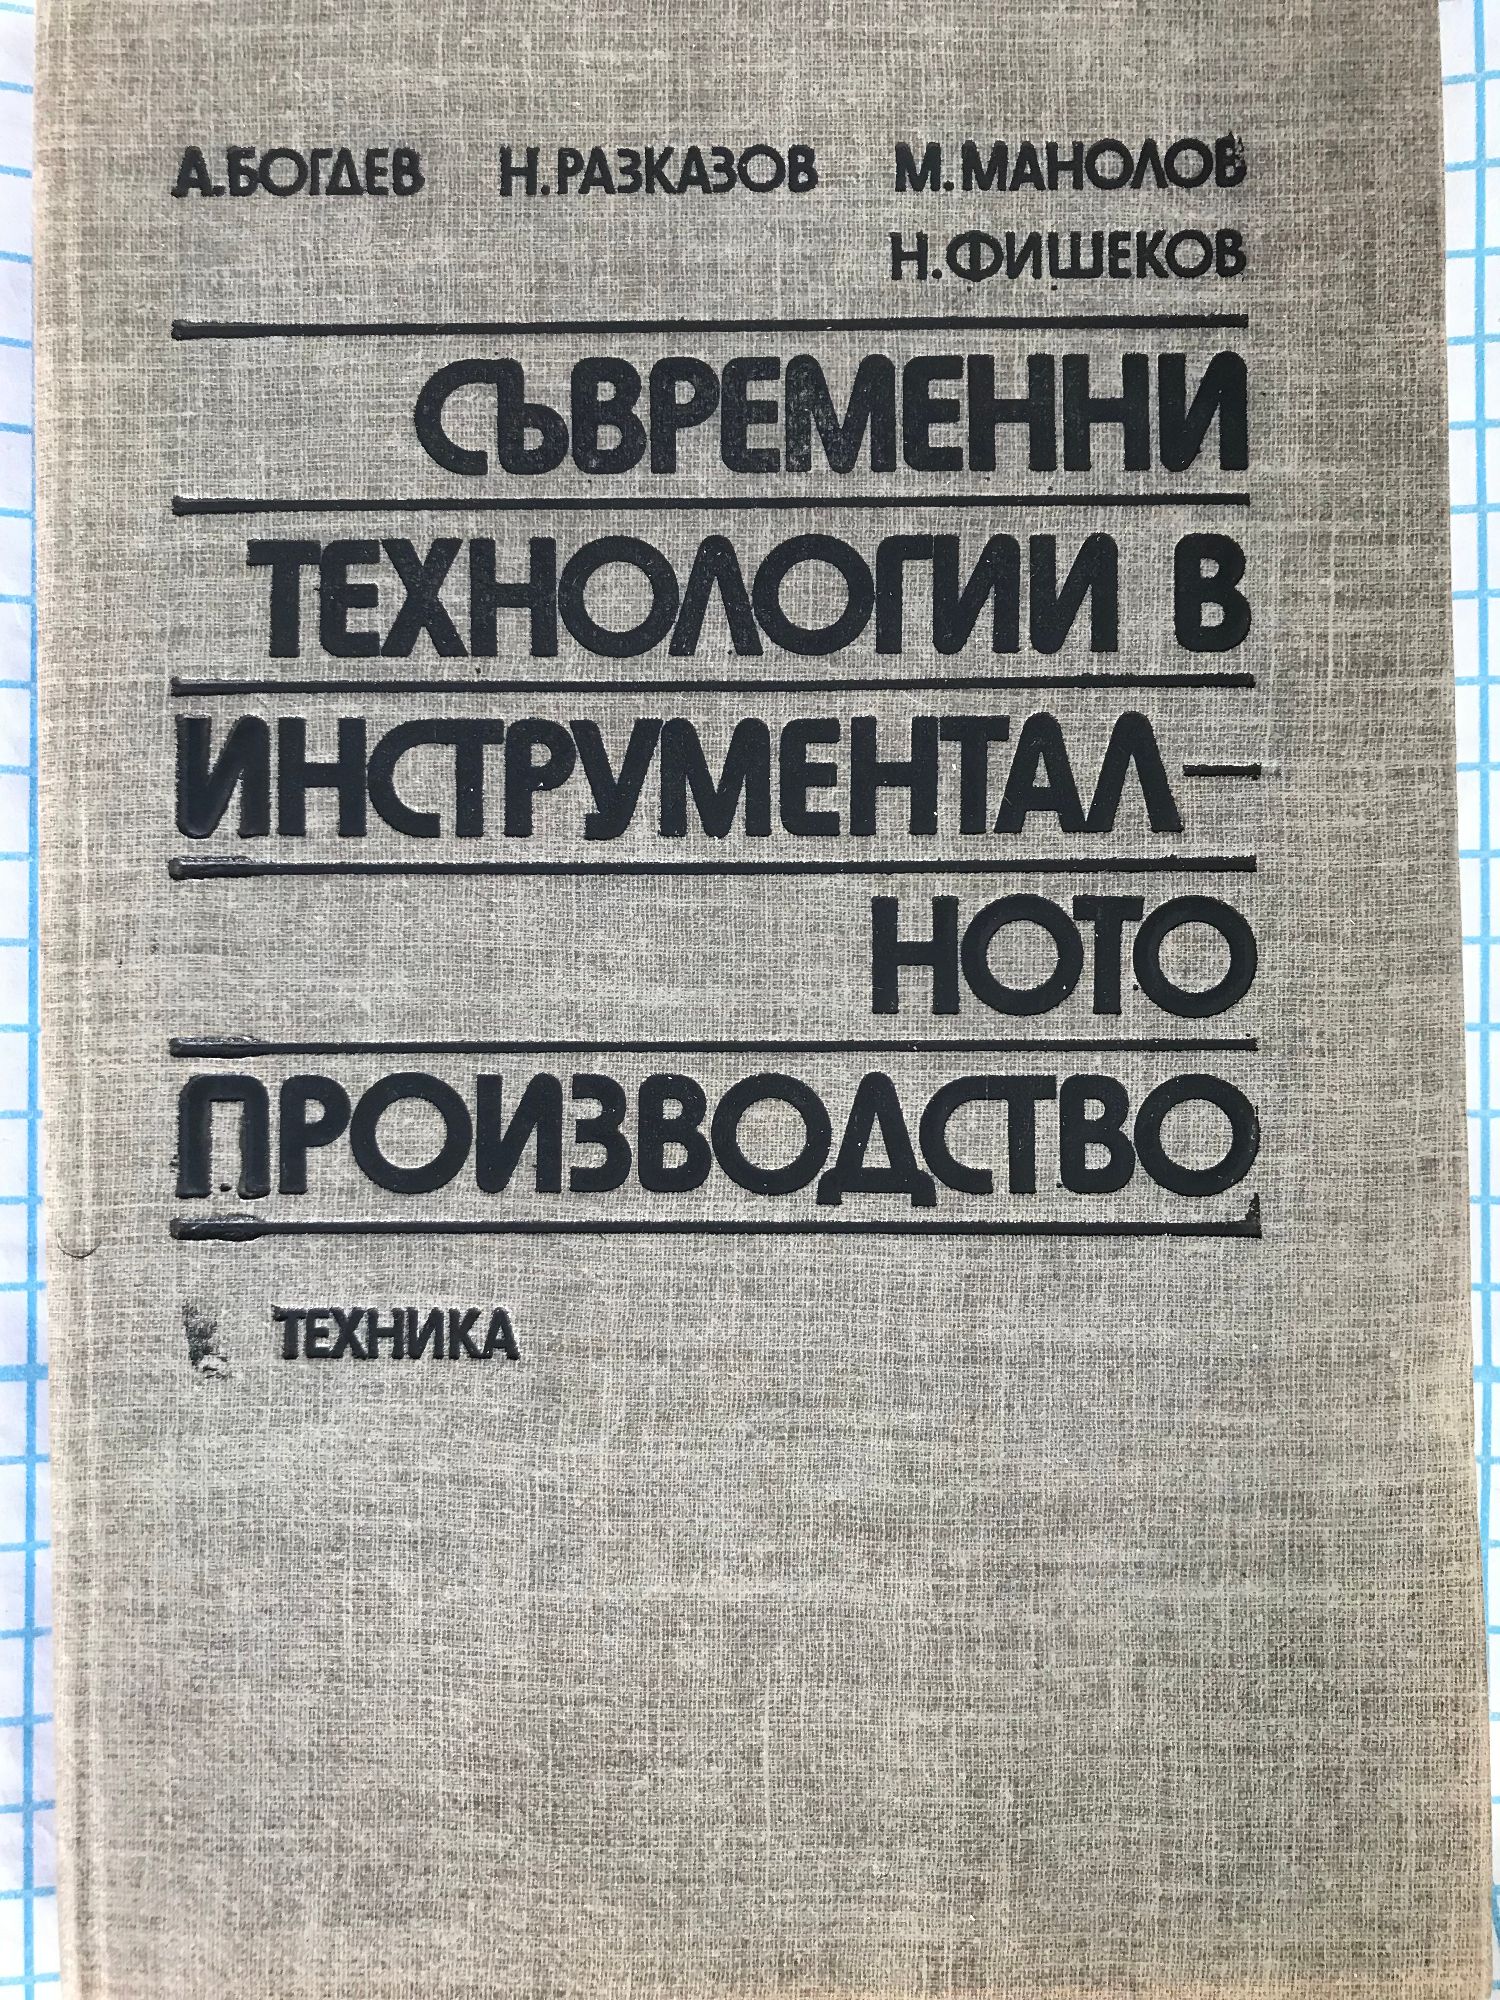 А.БОГДЕВ Н.РАЗКАЗОВ М.МАНОЛОВ
Н.ФИШЕКОВ
СЪВРЕМЕННИ
ТЕХНОЛОГИИ В
ИНСТРУМЕНТАЛ-
НОТО
ПРОИЗВОДСТВО
ТЕХНИКА